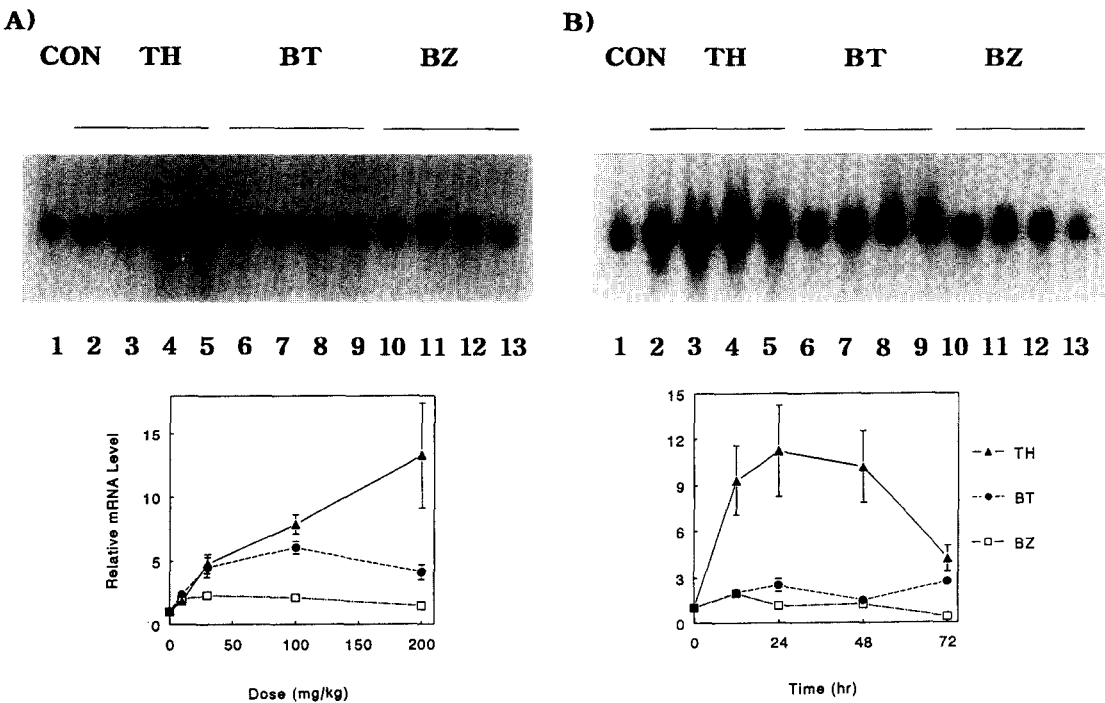 A)
CON TH BT BZ
1 2 3 4 5 6 7 8 9 10 11 12 13
Relative mRNA Level
15
10
5
0
0 50 100 200
Dose (mg/kg)
B)
CON TH BT BZ
1 2 3 4 5 6 7 8 9 10 11 12 13
15
12
9
6
3
0
0 24 48 72
Time (hr)
TH
BT
BZ